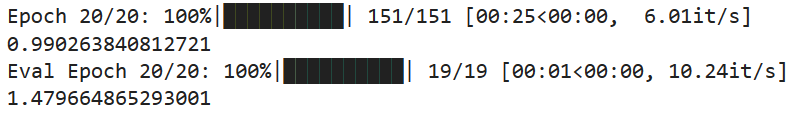 Epoch 20/20: 100%|██████████| 151/151 [00:25<00:00,  6.01it/s]
0.990263840812721
Eval Epoch 20/20: 100%|██████████| 19/19 [00:01<00:00, 10.24it/s]
1.479664865293001